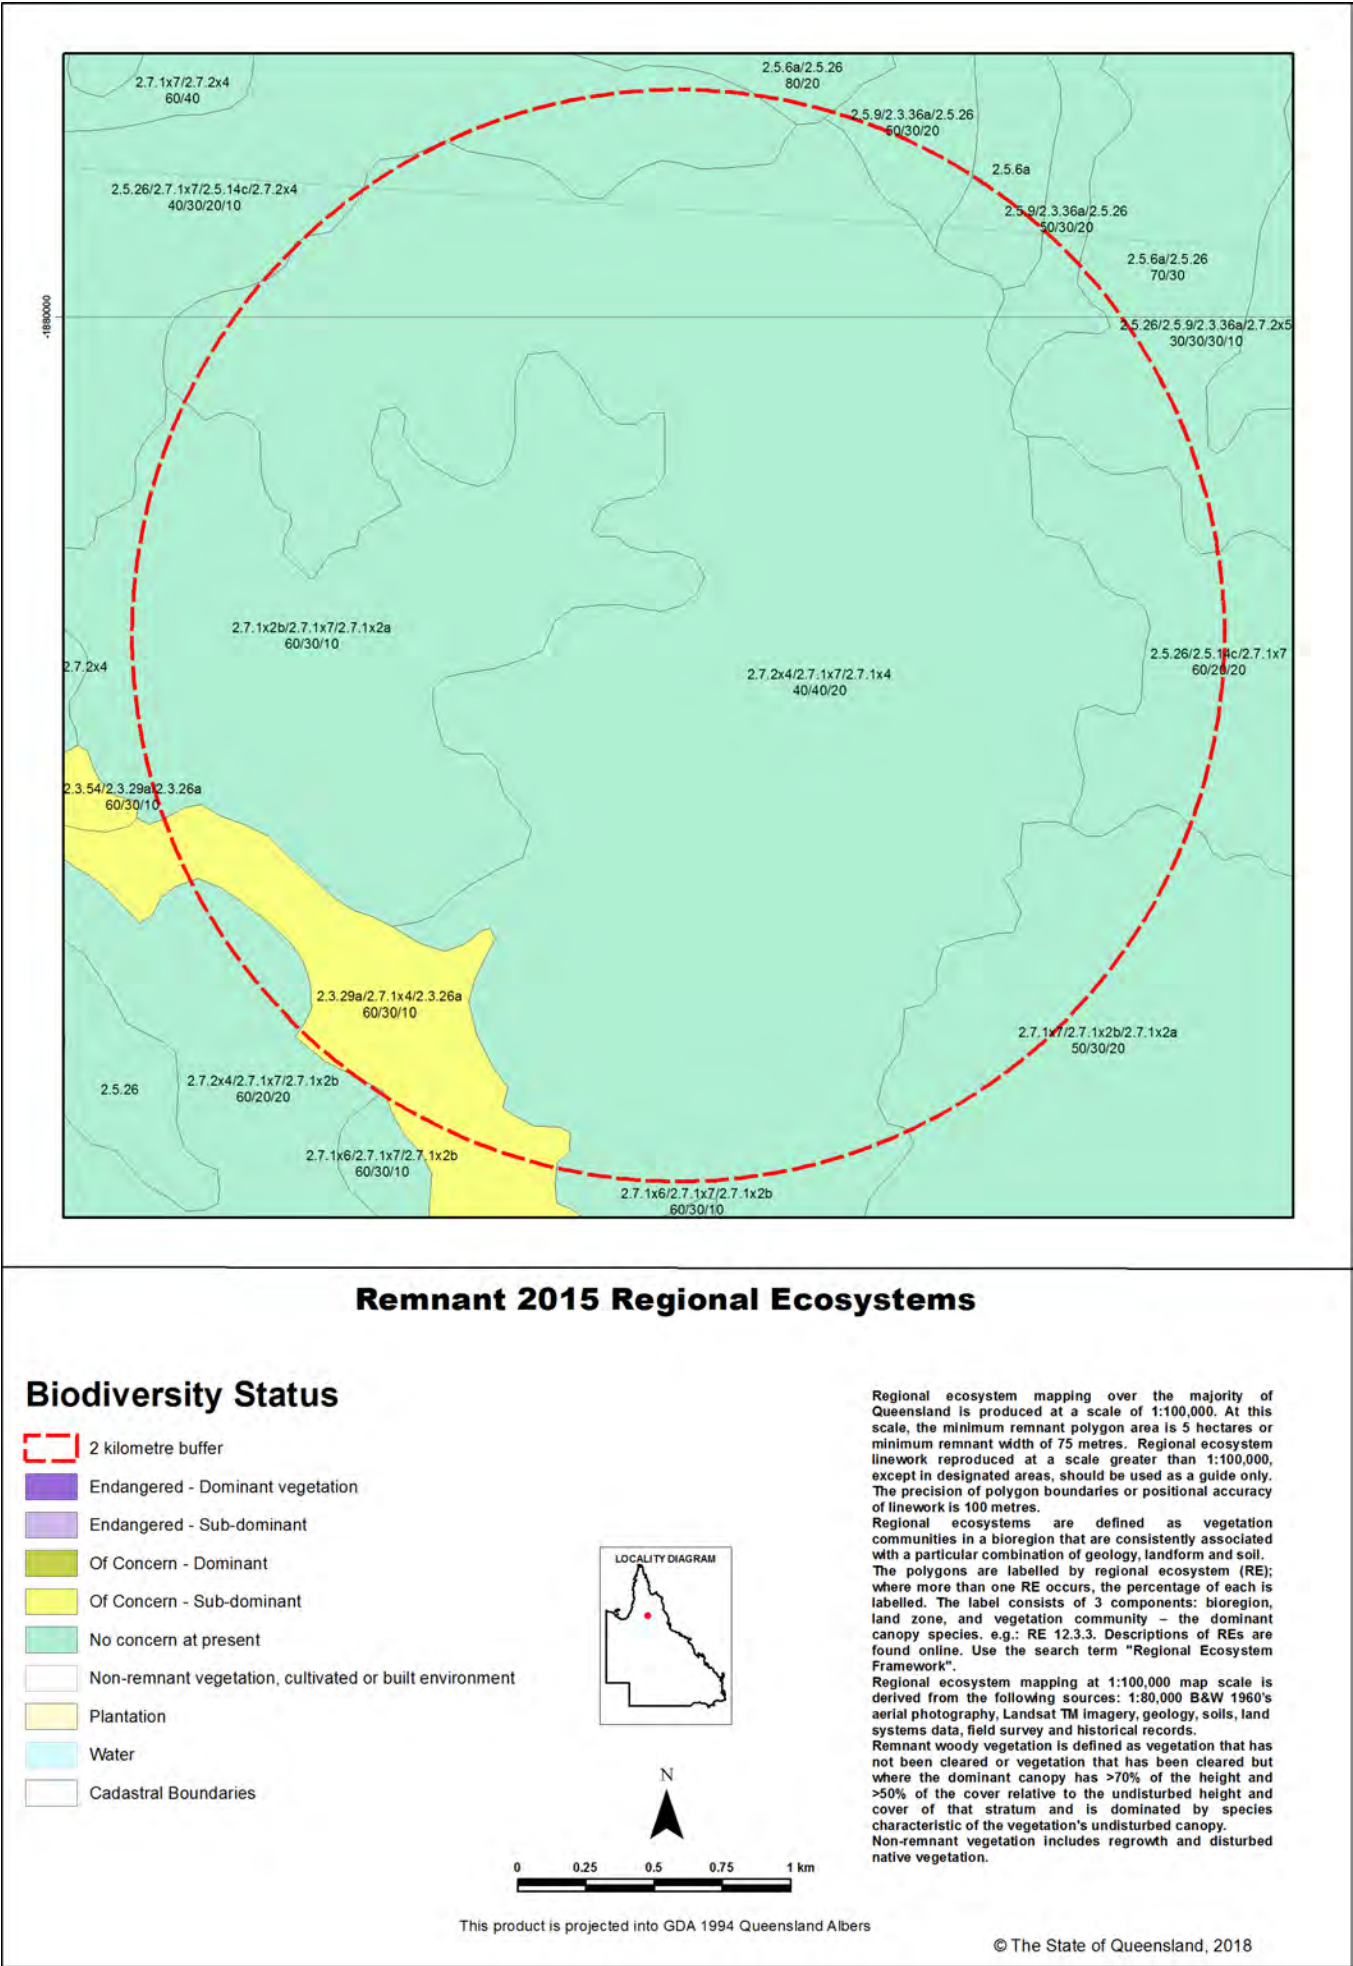 2.7.1x7/2.7.2x4
60/40
2.5.6a/2.5.26
80/20
2.5.9/2.3.36a/2.5.26
50/30/20
2.5.6a
2.5.26/2.7.1x7/2.5.14c/2.7.2x4
40/30/20/10
2.5.9/2.3.36a/2.5.26
50/30/20
2.5.6a/2.5.26
70/30
-1880000
2.5.26/2.5.9/2.3.36a/2.7.2x5
30/30/30/10
2.7.1x2b/2.7.1x7/2.7.1x2a
60/30/10
2.7.2x4
2.7.2x4/2.7.1x7/2.7.1x4
40/40/20
2.5.26/2.5.14c/2.7.1x7
60/20/20
2.3.54/2.3.29a/2.3.26a
60/30/10
2.3.29a/2.7.1x4/2.3.26a
60/30/10
2.7.1x7/2.7.1x2b/2.7.1x2a
50/30/20
2.5.26
2.7.2x4/2.7.1x7/2.7.1x2b
60/20/20
2.7.1x6/2.7.1x7/2.7.1x2b
60/30/10
2.7.1x6/2.7.1x7/2.7.1x2b
60/30/10
Remnant 2015 Regional Ecosystems
Biodiversity Status
2 kilometre buffer
Endangered - Dominant vegetation
Endangered - Sub-dominant
Of Concern - Dominant
Of Concern - Sub-dominant
No concern at present
Non-remnant vegetation, cultivated or built environment
Plantation
Water
Cadastral Boundaries
LOCALITY DIAGRAM
N
0 0.25 0.5 0.75 1 km
This product is projected into GDA 1994 Queensland Albers
Regional ecosystem mapping over the majority of
Queensland is produced at a scale of 1:100,000. At this
scale, the minimum remnant polygon area is 5 hectares or
minimum remnant width of 75 metres. Regional ecosystem
linework reproduced at a scale greater than 1:100,000,
except in designated areas, should be used as a guide only.
The precision of polygon boundaries or positional accuracy
of linework is 100 metres.
Regional ecosystems are defined as vegetation
communities in a bioregion that are consistently associated
with a particular combination of geology, landform and soil.
The polygons are labelled by regional ecosystem (RE);
where more than one RE occurs, the percentage of each is
labelled. The label consists of 3 components: bioregion,
land zone, and vegetation community – the dominant
canopy species. e.g.: RE 12.3.3. Descriptions of REs are
found online. Use the search term "Regional Ecosystem
Framework".
Regional ecosystem mapping at 1:100,000 map scale is
derived from the following sources: 1:80,000 B&W 1960's
aerial photography, Landsat TM imagery, geology, soils, land
systems data, field survey and historical records.
Remnant woody vegetation is defined as vegetation that has
not been cleared or vegetation that has been cleared but
where the dominant canopy has >70% of the height and
>50% of the cover relative to the undisturbed height and
cover of that stratum and is dominated by species
characteristic of the vegetation's undisturbed canopy.
Non-remnant vegetation includes regrowth and disturbed
native vegetation.
© The State of Queensland, 2018